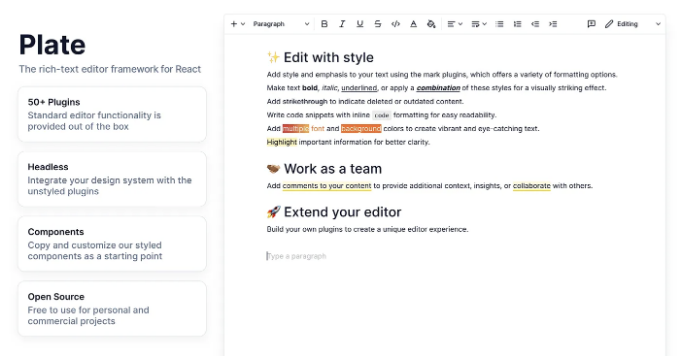 Plate
The rich-text editor framework for React
50+ Plugins
Standard editor functionality is
provided out of the box
Headless
Integrate your design system with the
unstyled plugins
Components
Copy and customize our styled
components as a starting point
Open Source
Free to use for personal and
commercial projects
Paragraph B I U S </> A Editing
✨ Edit with style
Add style and emphasis to your text using the mark plugins, which offers a variety of formatting options.
Make text bold, italic, underlined, or apply a combination of these styles for a visually striking effect.
Add strikethrough to indicate deleted or outdated content.
Write code snippets with inline code formatting for easy readability.
Add multiple font and background colors to create vibrant and eye-catching text.
Highlight important information for better clarity.
🤝 Work as a team
Add comments to your content to provide additional context, insights, or collaborate with others.
🚀 Extend your editor
Build your own plugins to create a unique editor experience.
Type a paragraph